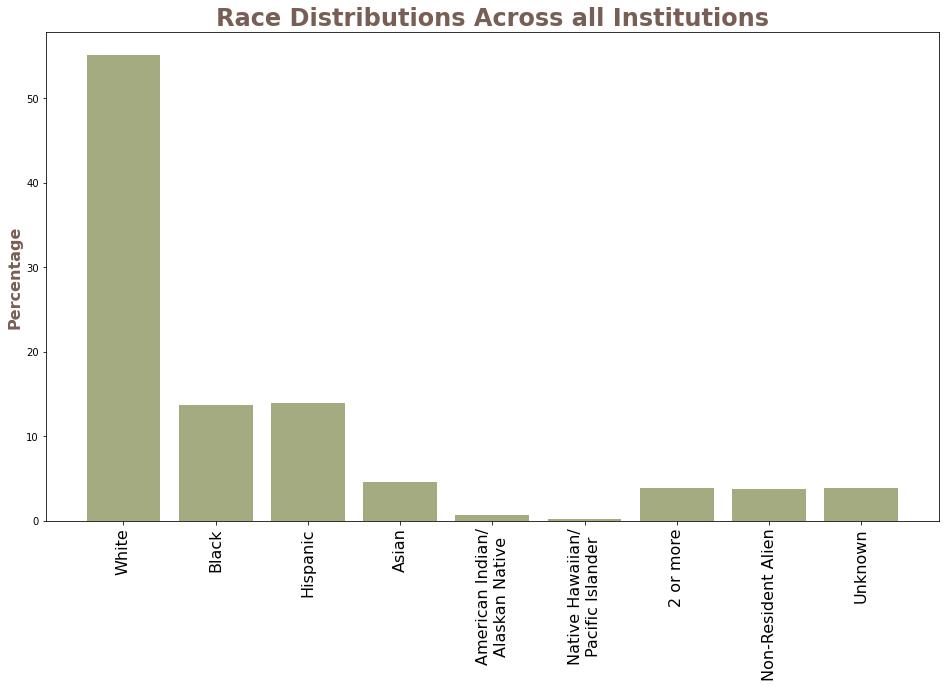 Race Distributions Across all Institutions
Percentage
50
40
30
20
10
0
White
Black
Hispanic
Asian
American Indian/
Alaskan Native
Native Hawaiian/
Pacific Islander
2 or more
Non-Resident Alien
Unknown